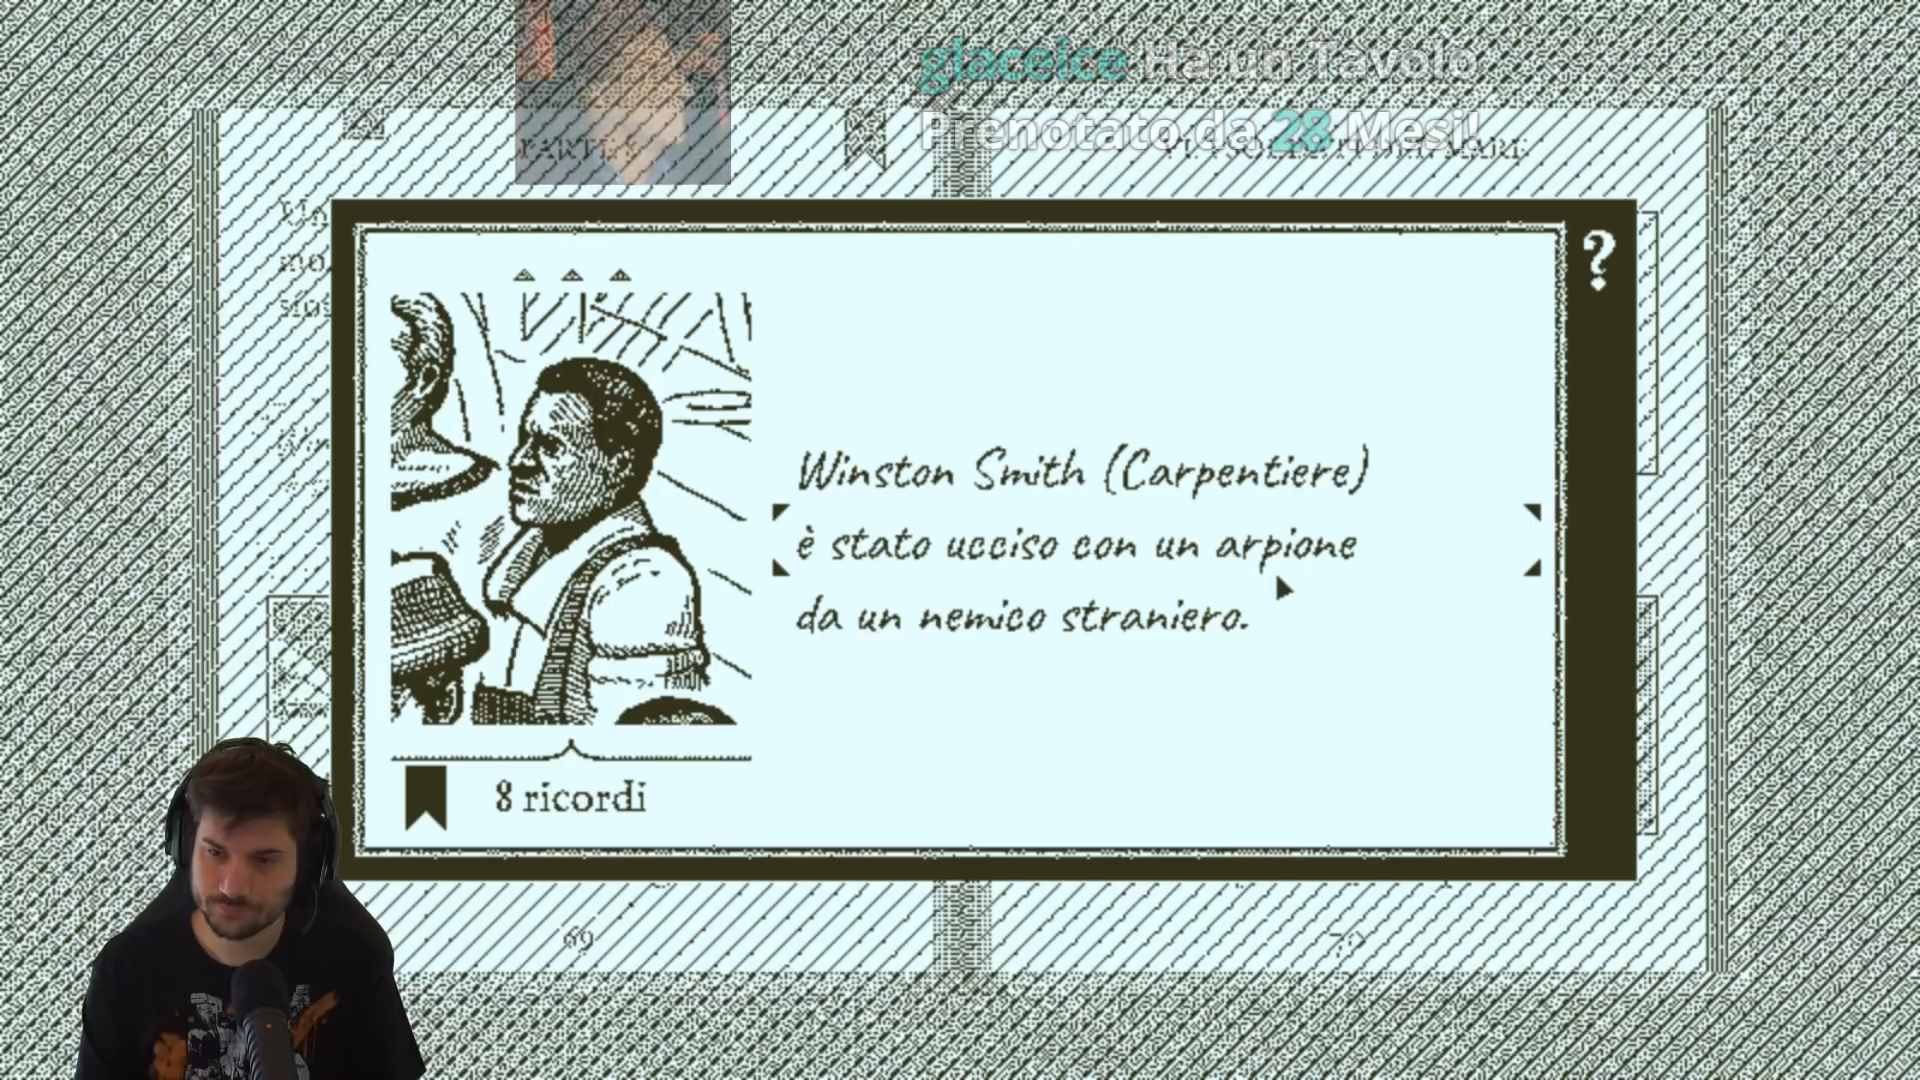 glaceice Ha un Tavolo
Prenotato da 28 Mesi!
?
Winston Smith (Carpentiere)
è stato ucciso con un arpione
da un nemico straniero.
8 ricordi
69
70